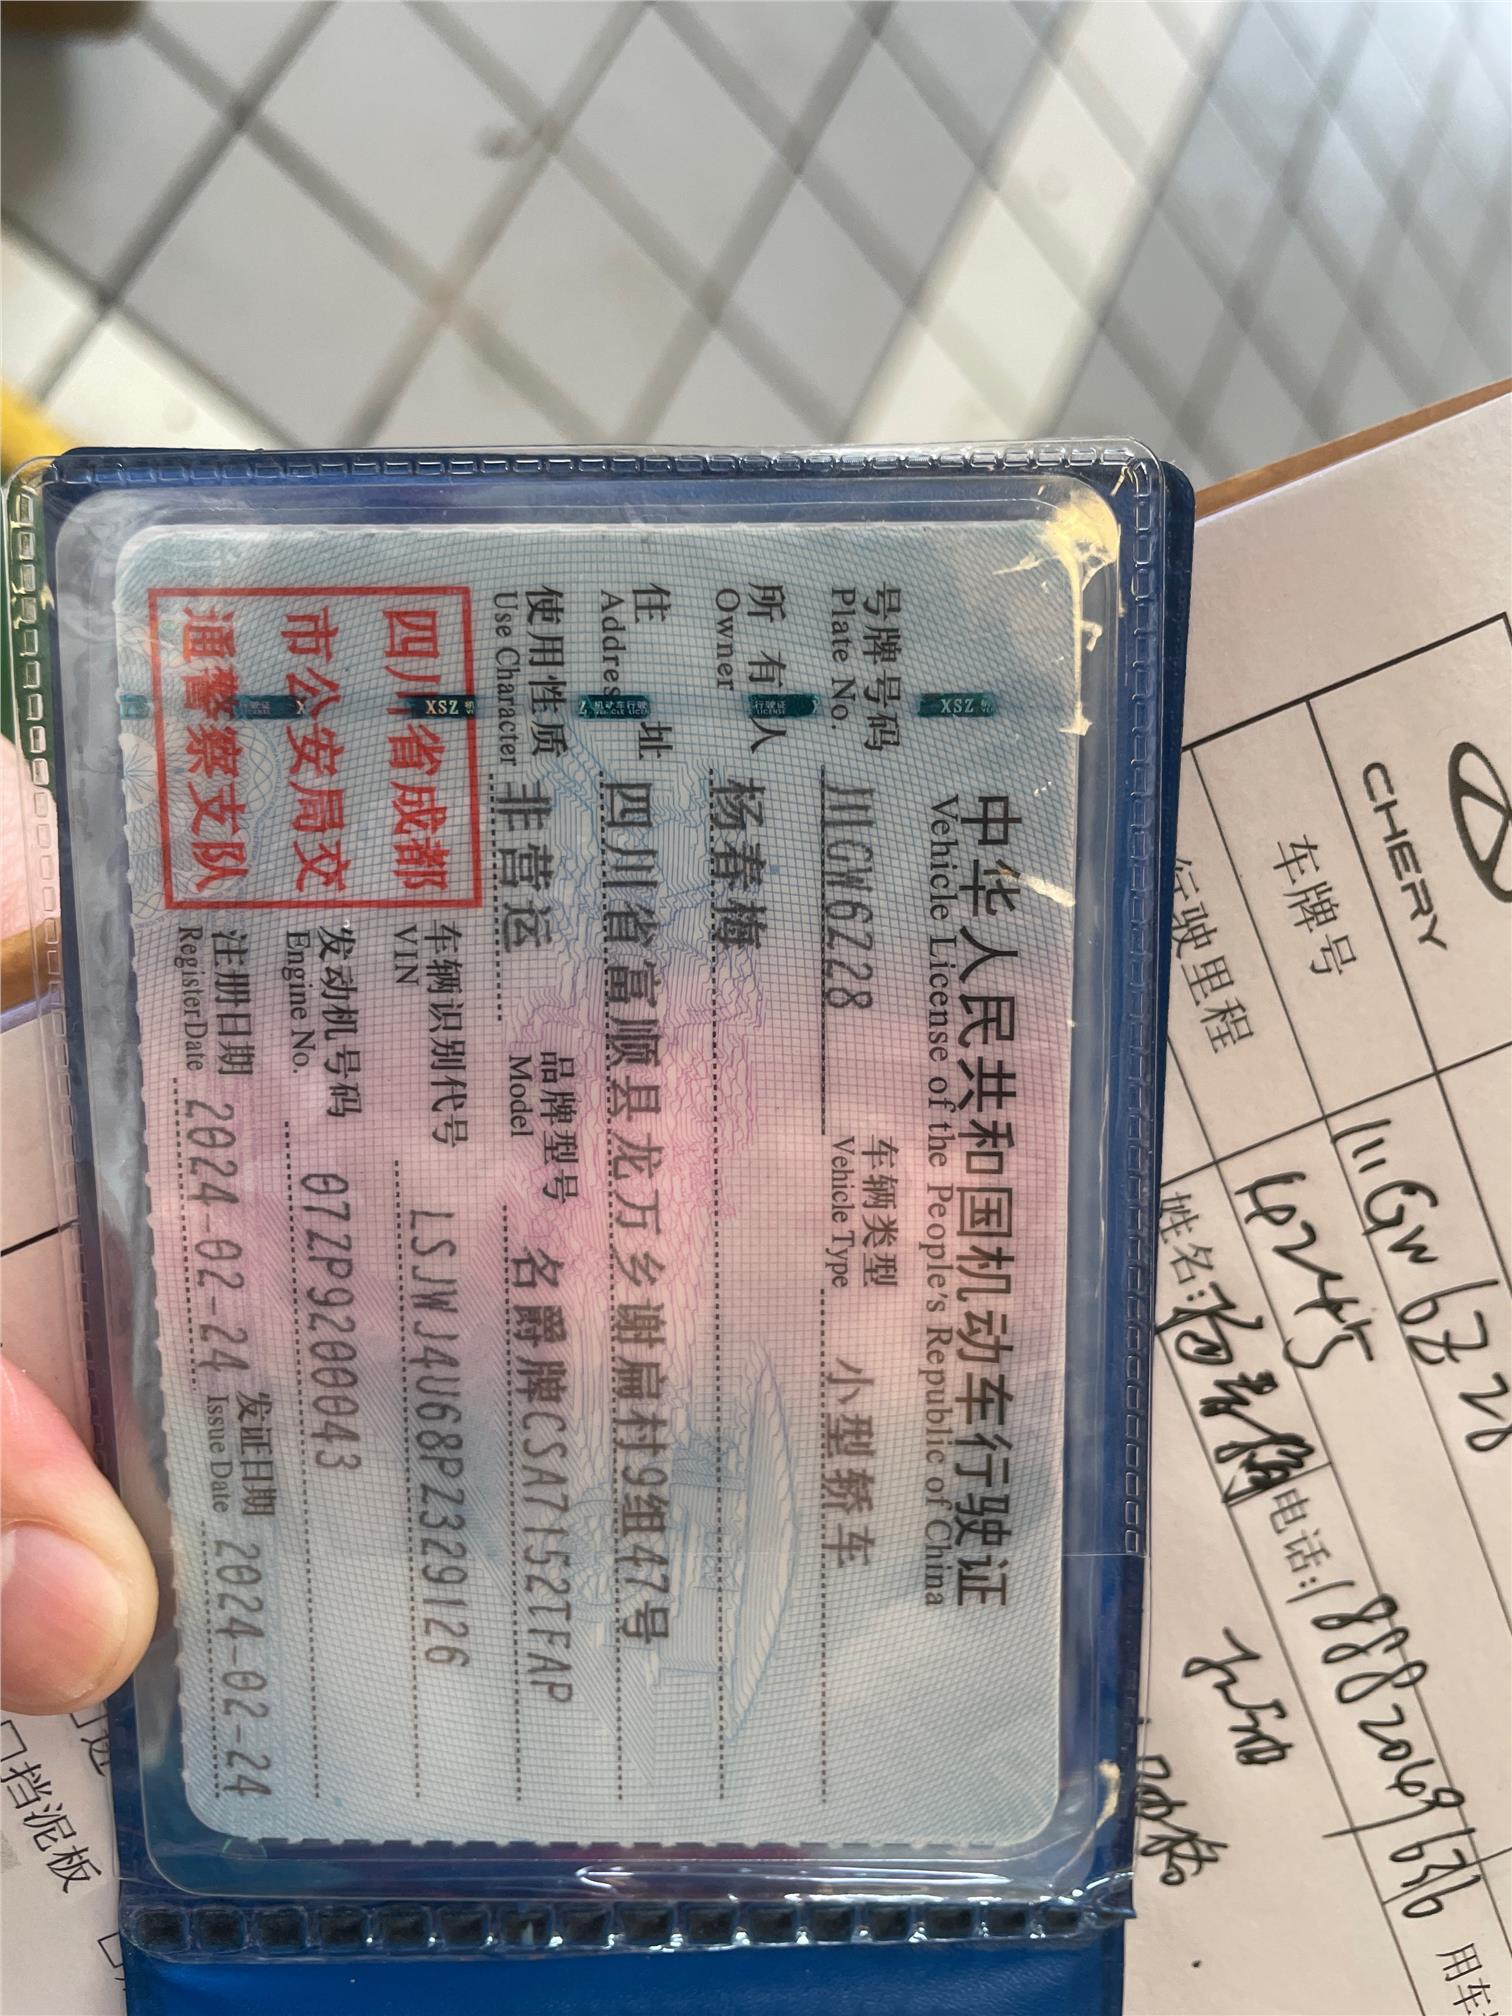 中华人民共和国机动车行驶证
Vehicle License of the People's Republic of China
号牌号码 川GW6Z28 车辆类型 小型轿车
Plate No. Vehicle Type
所有人 杨春梅
Owner
住址 四川省富顺县龙万乡谢扁村9组47号
Address
使用性质 非营运 品牌型号 名爵牌CSA7152TFAP
Use Character Model
四川省成都
市公安局交
通警察支队
车辆识别代号 LSJWJ4U68PZ329126
VIN
发动机号码 07ZP9200043
Engine No.
注册日期 2024-02-24 发证日期 2024-02-24
Register Date Issue Date
CHERY
车牌号 川GW6Z28
行驶里程
姓名: 电话:18882069636 用车
挡泥板